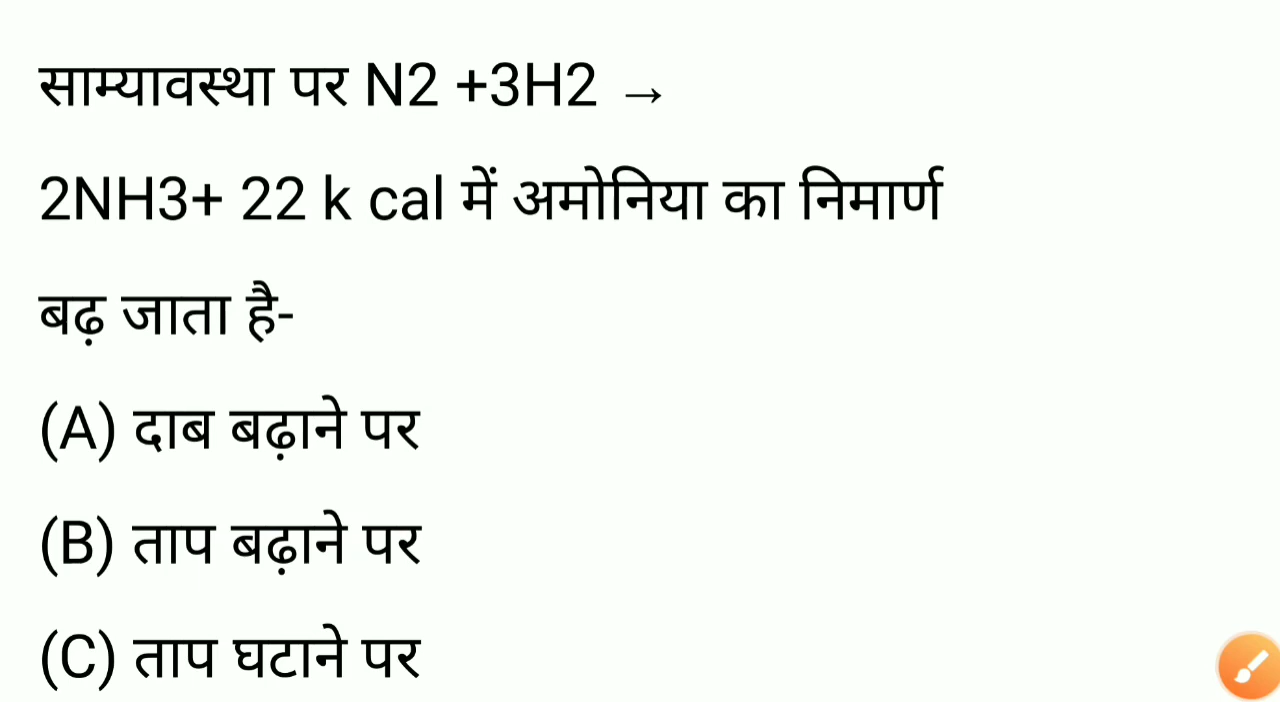 साम्यावस्था पर N2 +3H2 →
2NH3+ 22 k cal में अमोनिया का निमार्ण
बढ़ जाता है-
(A) दाब बढ़ाने पर
(B) ताप बढ़ाने पर
(C) ताप घटाने पर